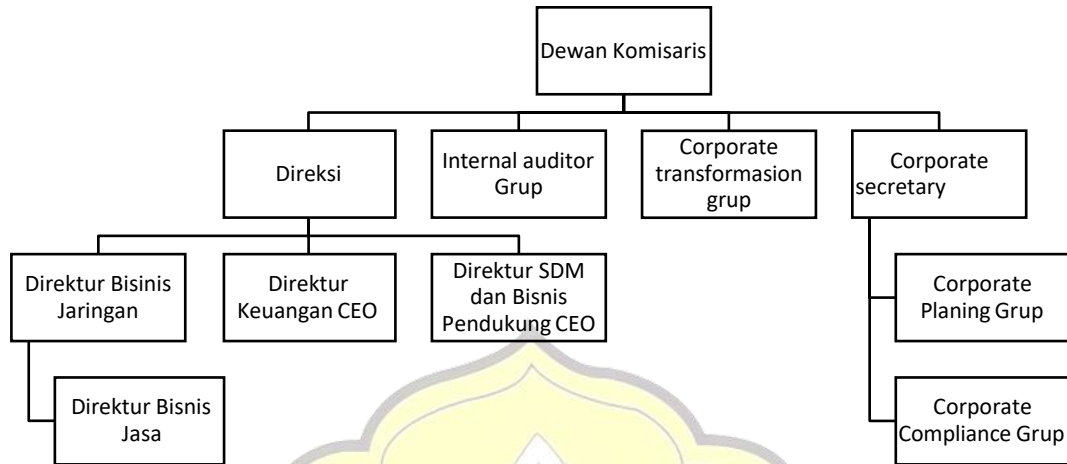 Dewan Komisaris
Direksi
Internal auditor
Grup
Corporate
transformasion
grup
Corporate
secretary
Direktur Bisinis
Jaringan
Direktur
Keuangan CEO
Direktur SDM
dan Bisnis
Pendukung CEO
Corporate
Planing Grup
Direktur Bisnis
Jasa
Corporate
Compliance Grup